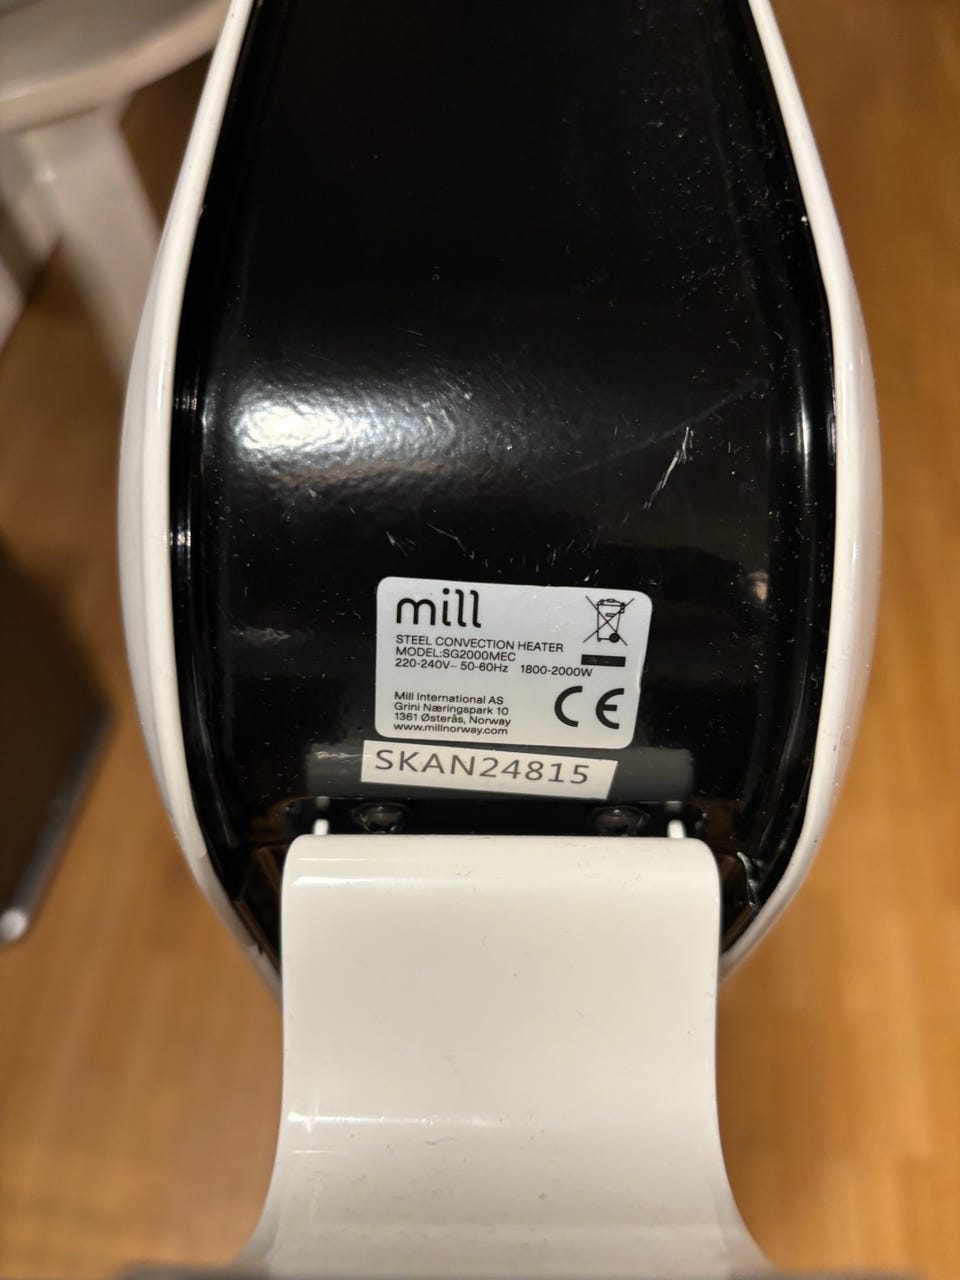 mill
STEEL CONVECTION HEATER
MODEL:SG2000MEC
220-240V~ 50-60Hz 1800-2000W
Mill International AS
Grini Næringspark 10
1361 Østerås, Norway
www.millnorway.com
CE
SKAN24815